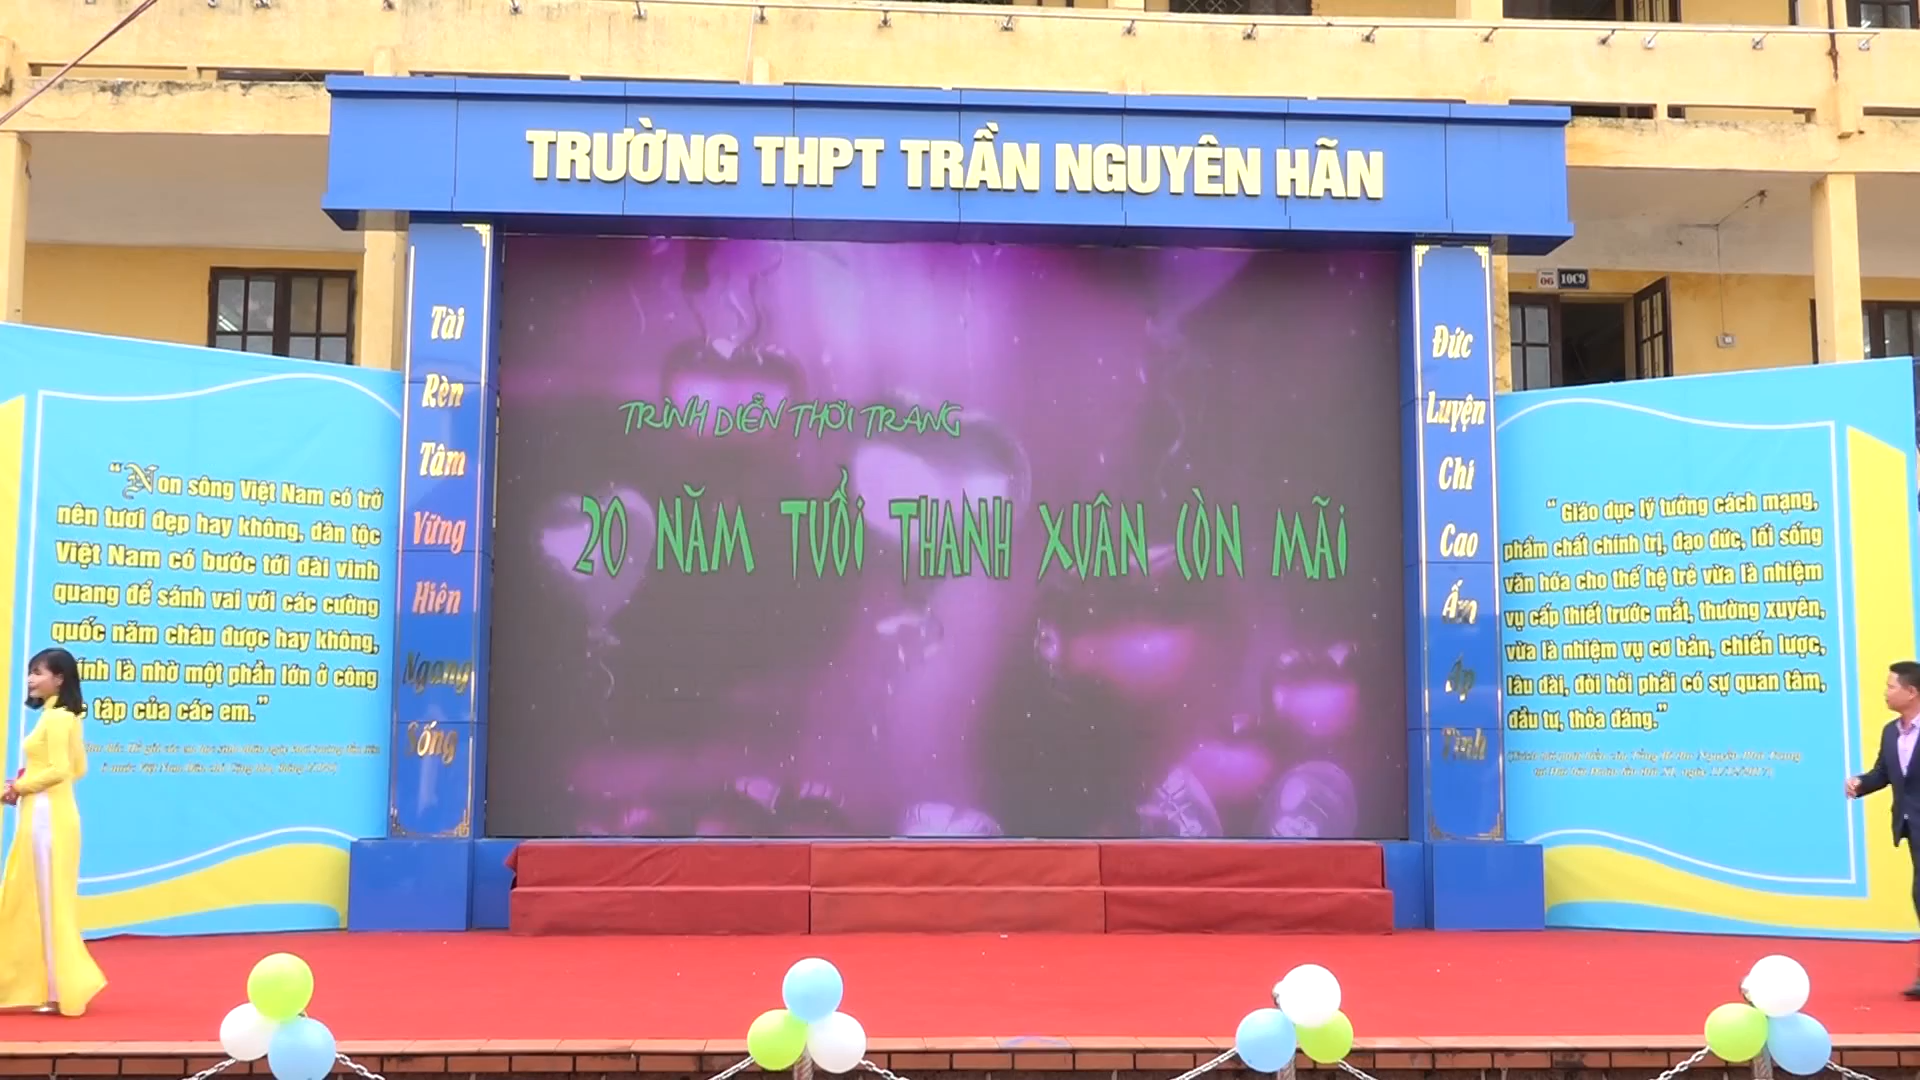 TRƯỜNG THPT TRẦN NGUYÊN HÃN
06 10C9
Tài
Rèn
Tâm
Vững
Hiên
Ngang
Sống
TRÌNH DIỄN THỜI TRANG
20 NĂM TUỔI THANH XUÂN CÒN MÃI
Đức
Luyện
Chí
Cao
Ấm
Áp
Tình
“Non sông Việt Nam có trở
nên tươi đẹp hay không, dân tộc
Việt Nam có bước tới đài vinh
quang để sánh vai với các cường
quốc năm châu được hay không,
là nhờ một phần lớn ở công
tập của các em.”
“ Giáo dục lý tưởng cách mạng,
phẩm chất chính trị, đạo đức, lối sống
văn hóa cho thế hệ trẻ vừa là nhiệm
vụ cấp thiết trước mắt, thường xuyên,
vừa là nhiệm vụ cơ bản, chiến lược,
lâu dài, đòi hỏi phải có sự quan tâm,
đầu tư, thỏa đáng.”